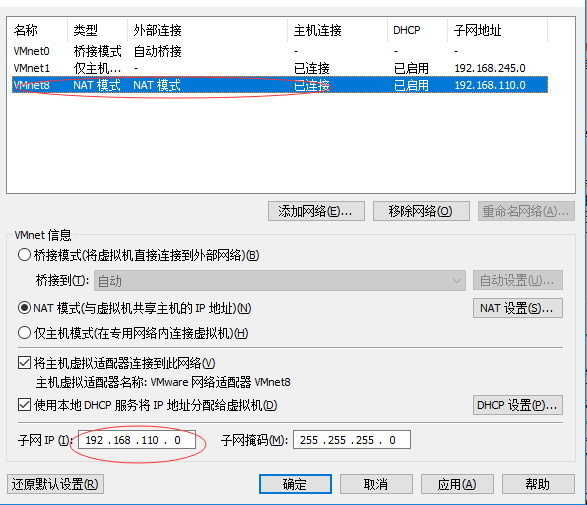 名称 类型 外部连接 主机连接 DHCP 子网地址
VMnet0 桥接模式 自动桥接 - - -
VMnet1 仅主机... - 已连接 已启用 192.168.245.0
VMnet8 NAT 模式 NAT 模式 已连接 已启用 192.168.110.0
添加网络(E)... 移除网络(O) 重命名网络(A)...
VMnet 信息
桥接模式(将虚拟机直接连接到外部网络)(B)
桥接到(T): 自动 自动设置(U)...
NAT 模式(与虚拟机共享主机的 IP 地址)(N) NAT 设置(S)...
仅主机模式(在专用网络内连接虚拟机)(H)
将主机虚拟适配器连接到此网络(V)
主机虚拟适配器名称: VMware 网络适配器 VMnet8
使用本地 DHCP 服务将 IP 地址分配给虚拟机(D) DHCP 设置(P)...
子网 IP (I): 192 .168 .110 . 0 子网掩码(M): 255 .255 .255 . 0
还原默认设置(R) 确定 取消 应用(A) 帮助